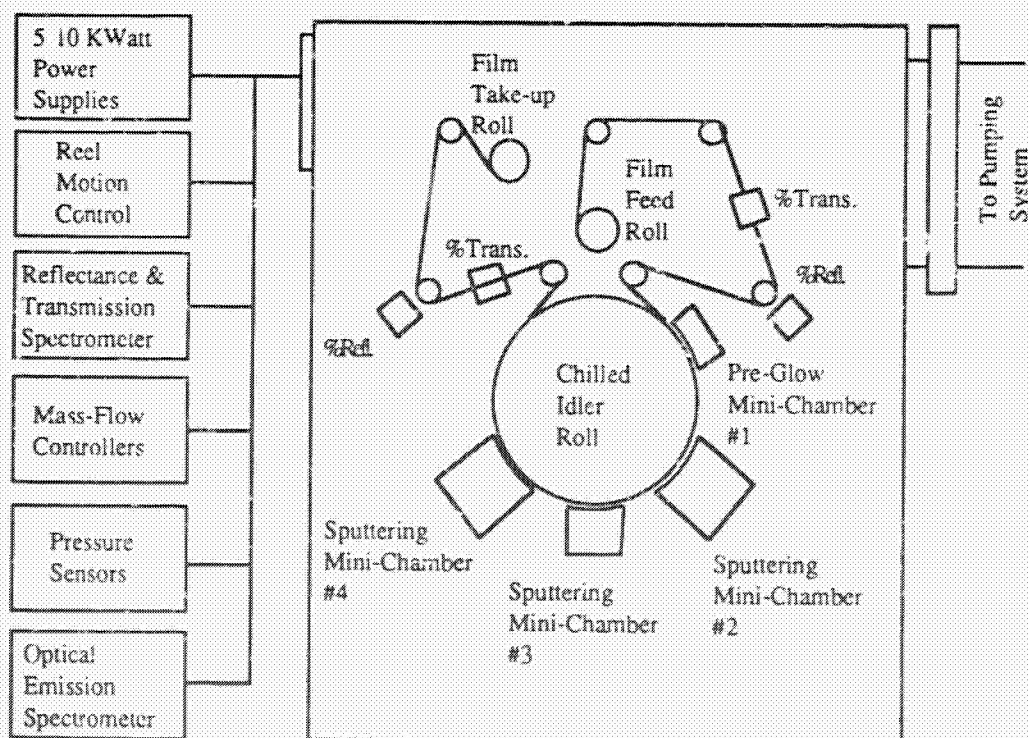 5 10 KWatt
Power
Supplies
Reel
Motion
Control
Reflectance &
Transmission
Spectrometer
Mass-Flow
Controllers
Pressure
Sensors
Optical
Emission
Spectrometer
Film
Take-up
Roll
Film
Feed
Roll
%Trans.
%Trans.
%Refl.
%Refl.
Chilled
Idler
Roll
Pre-Glow
Mini-Chamber
#1
Sputtering
Mini-Chamber
#4
Sputtering
Mini-Chamber
#3
Sputtering
Mini-Chamber
#2
To Pumping
System